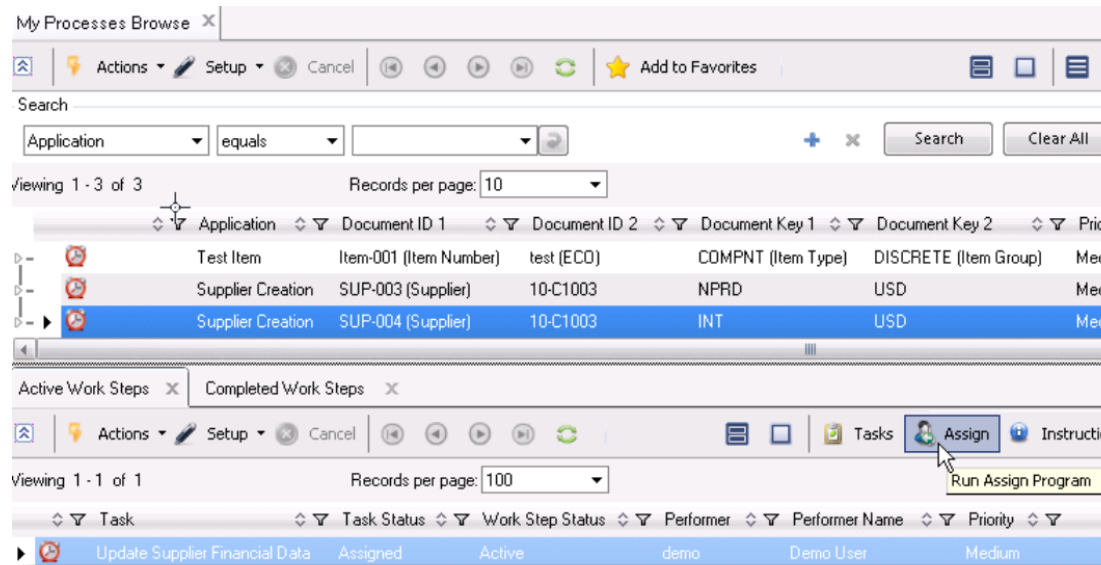 My Processes Browse
Actions Setup Cancel Add to Favorites
Search
Application equals Search Clear All
Viewing 1 - 3 of 3 Records per page: 10
Application Document ID 1 Document ID 2 Document Key 1 Document Key 2 Prio
Test Item Item-001 (Item Number) test (ECO) COMPNT (Item Type) DISCRETE (Item Group) Med
Supplier Creation SUP-003 (Supplier) 10-C1003 NPRD USD Med
Supplier Creation SUP-004 (Supplier) 10-C1003 INT USD Med
Active Work Steps Completed Work Steps
Actions Setup Cancel Tasks Assign Instructi
Viewing 1 - 1 of 1 Records per page: 100 Run Assign Program
Task Task Status Work Step Status Performer Performer Name Priority
Update Supplier Financial Data Assigned Active demo Demo User Medium